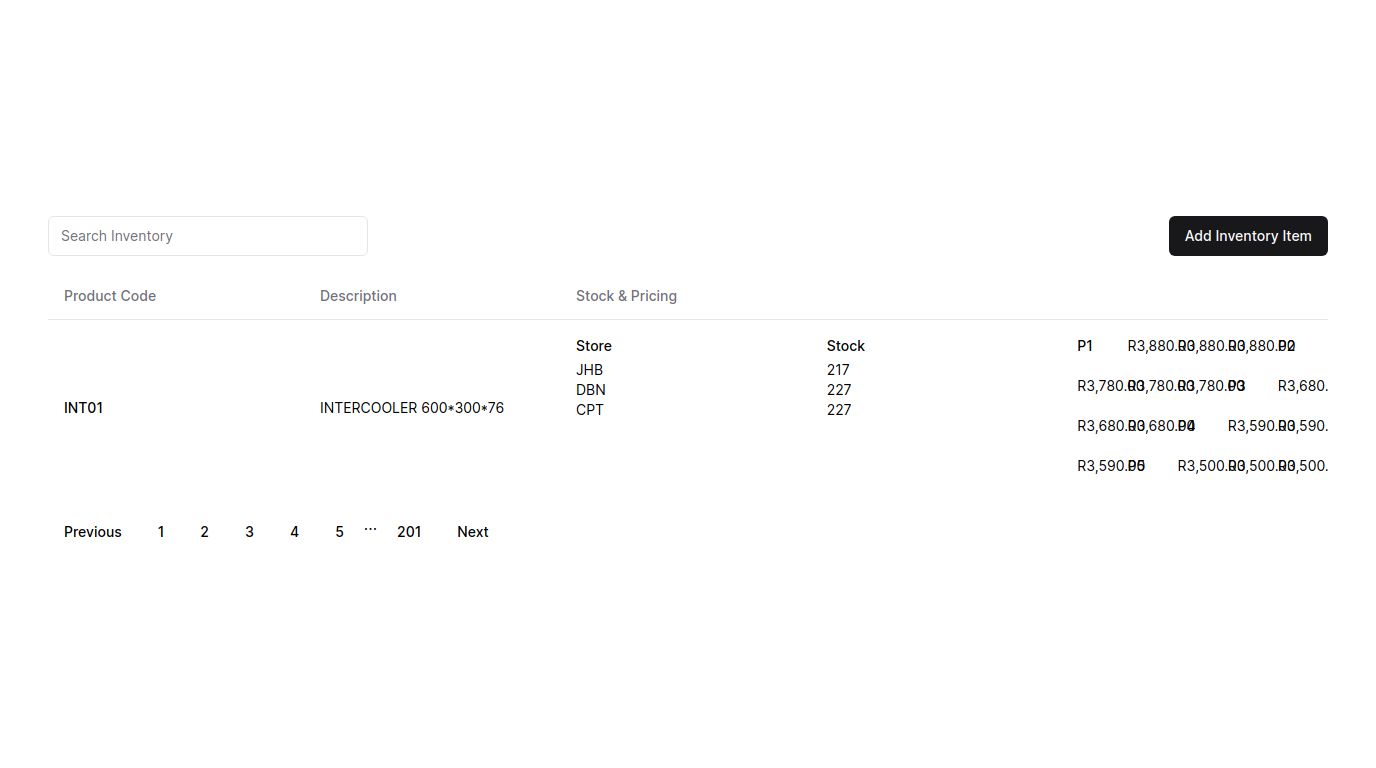 Search Inventory
Add Inventory Item
Product Code Description Stock & Pricing
Store Stock P1 R3,880.00 R3,880.00 R3,880.00 P2
JHB 217
DBN 227 R3,780.00 R3,780.00 R3,780.00 P3 R3,680.
INT01 INTERCOOLER 600*300*76 CPT 227
R3,680.00 R3,680.00 P4 R3,590.00 R3,590.
R3,590.00 P5 R3,500.00 R3,500.00 R3,500.
Previous 1 2 3 4 5 ... 201 Next